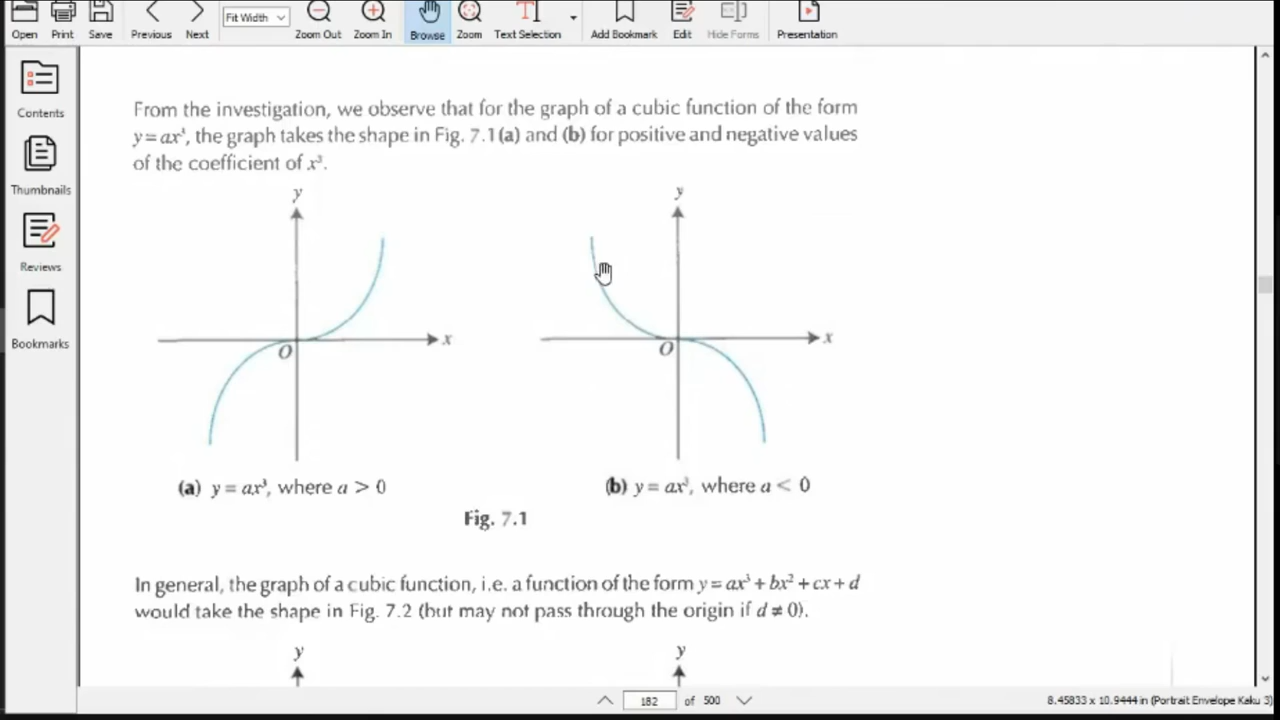 Open Print Save Previous Next Fit Width Zoom Out Zoom In Browse Zoom Text Selection Add Bookmark Edit Hide Forms Presentation
Contents
Thumbnails
Reviews
Bookmarks
From the investigation, we observe that for the graph of a cubic function of the form
y = ax³, the graph takes the shape in Fig. 7.1(a) and (b) for positive and negative values
of the coefficient of x³.
y y
O x O x
(a) y = ax³, where a > 0 (b) y = ax³, where a < 0
Fig. 7.1
In general, the graph of a cubic function, i.e. a function of the form y = ax³ + bx² + cx + d
would take the shape in Fig. 7.2 (but may not pass through the origin if d ≠ 0).
y y
182 of 500
8.45833 x 10.9444 in (Portrait Envelope Kaku 3)